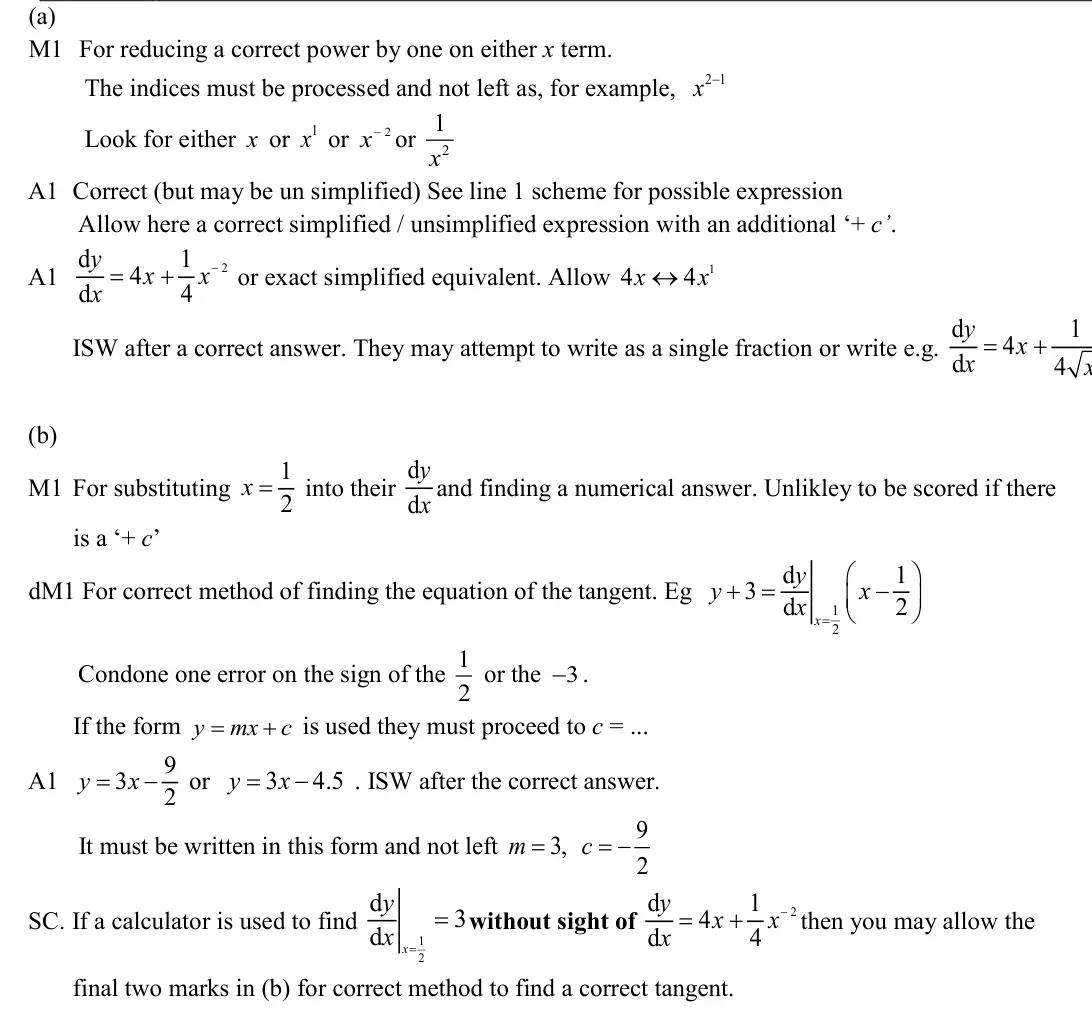 (a)
M1 For reducing a correct power by one on either x term.
The indices must be processed and not left as, for example, x²⁻¹
Look for either x or x¹ or x⁻² or 1/x²
A1 Correct (but may be un simplified) See line 1 scheme for possible expression
Allow here a correct simplified / unsimplified expression with an additional ‘+ c’.
A1 dy/dx = 4x + 1/4 x⁻² or exact simplified equivalent. Allow 4x ↔ 4x¹
ISW after a correct answer. They may attempt to write as a single fraction or write e.g. dy/dx = 4x + 1/(4√x
(b)
M1 For substituting x = 1/2 into their dy/dx and finding a numerical answer. Unlikley to be scored if there
is a ‘+ c’
dM1 For correct method of finding the equation of the tangent. Eg y + 3 = dy/dx|ₓ₌₁/₂ (x − 1/2)
Condone one error on the sign of the 1/2 or the −3.
If the form y = mx + c is used they must proceed to c = ...
A1 y = 3x − 9/2 or y = 3x − 4.5 . ISW after the correct answer.
It must be written in this form and not left m = 3, c = − 9/2
SC. If a calculator is used to find dy/dx|ₓ₌₁/₂ = 3 without sight of dy/dx = 4x + 1/4 x⁻² then you may allow the
final two marks in (b) for correct method to find a correct tangent.